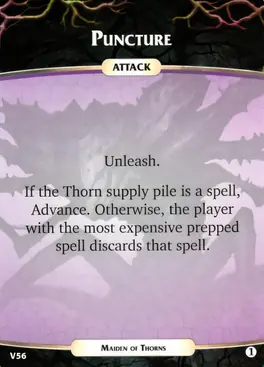 PUNCTURE
ATTACK
Unleash.
If the Thorn supply pile is a spell,
Advance. Otherwise, the player
with the most expensive prepped
spell discards that spell.
MAIDEN OF THORNS
V56
1